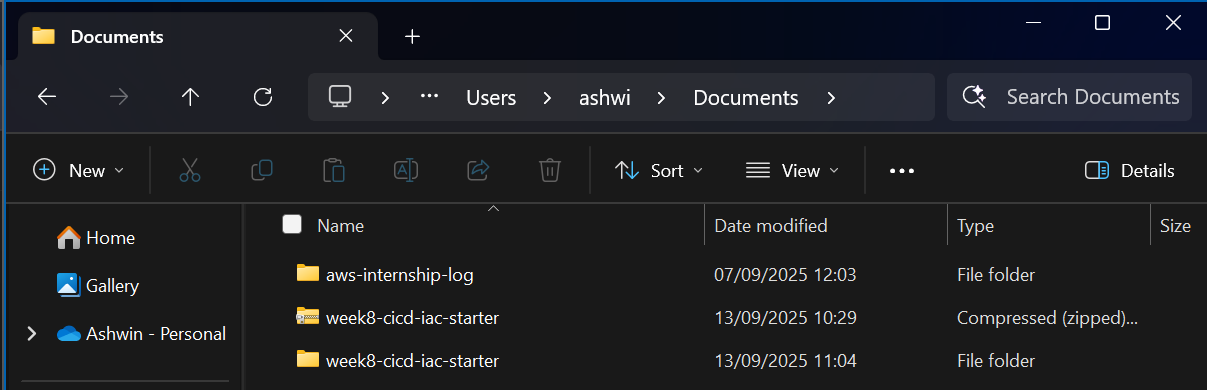 Documents
Users ashwi Documents Search Documents
New Sort View Details
Name Date modified Type Size
Home
Gallery
Ashwin - Personal
aws-internship-log 07/09/2025 12:03 File folder
week8-cicd-iac-starter 13/09/2025 10:29 Compressed (zipped)...
week8-cicd-iac-starter 13/09/2025 11:04 File folder